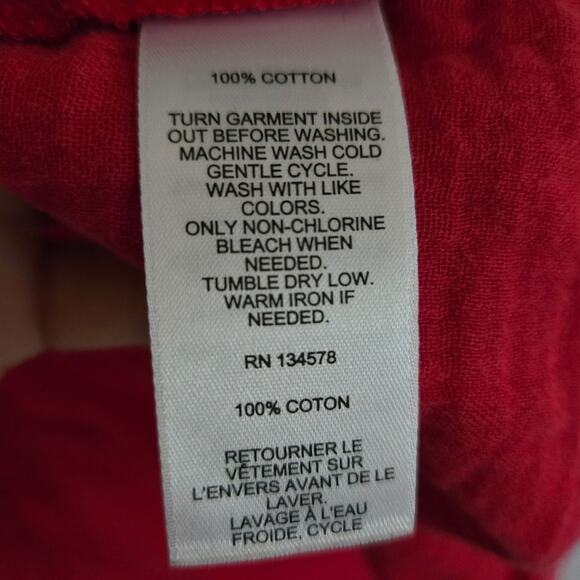 100% COTTON
TURN GARMENT INSIDE
OUT BEFORE WASHING.
MACHINE WASH COLD
GENTLE CYCLE.
WASH WITH LIKE
COLORS.
ONLY NON-CHLORINE
BLEACH WHEN
NEEDED.
TUMBLE DRY LOW.
WARM IRON IF
NEEDED.
RN 134578
100% COTON
RETOURNER LE
VÊTEMENT SUR
L'ENVERS AVANT DE LE
LAVER.
LAVAGE À L'EAU
FROIDE, CYCLE